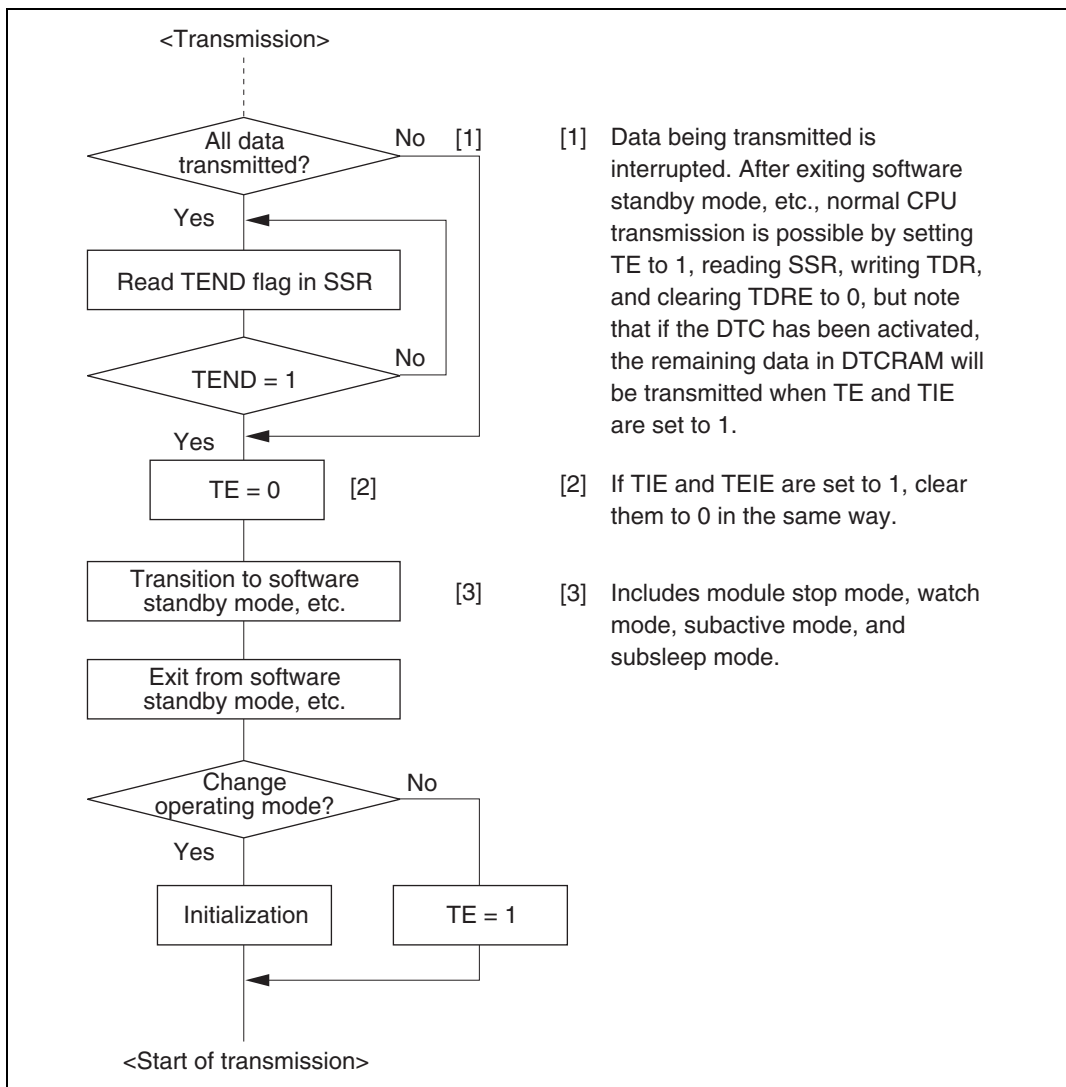 <Transmission>
All data
transmitted?
No
[1]
Yes
Read TEND flag in SSR
TEND = 1
No
Yes
TE = 0
[2]
Transition to software
standby mode, etc.
[3]
Exit from software
standby mode, etc.
Change
operating mode?
No
Yes
Initialization
TE = 1
<Start of transmission>
[1] Data being transmitted is
interrupted. After exiting software
standby mode, etc., normal CPU
transmission is possible by setting
TE to 1, reading SSR, writing TDR,
and clearing TDRE to 0, but note
that if the DTC has been activated,
the remaining data in DTCRAM will
be transmitted when TE and TIE
are set to 1.
[2] If TIE and TEIE are set to 1, clear
them to 0 in the same way.
[3] Includes module stop mode, watch
mode, subactive mode, and
subsleep mode.